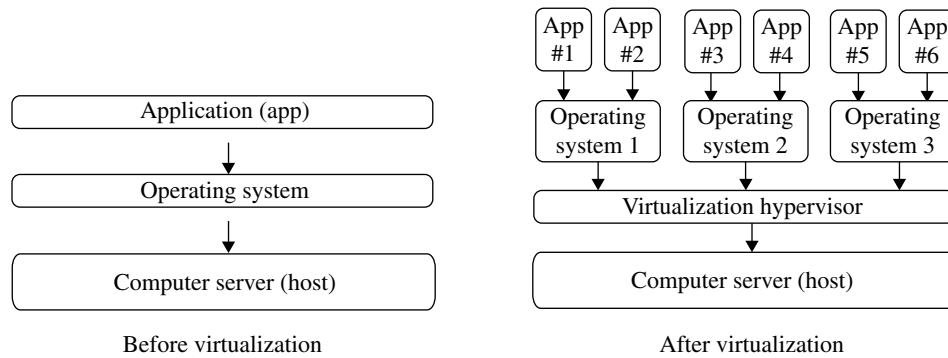 Application (app)
Operating system
Computer server (host)
Before virtualization
App
#1
App
#2
App
#3
App
#4
App
#5
App
#6
Operating
system 1
Operating
system 2
Operating
system 3
Virtualization hypervisor
Computer server (host)
After virtualization